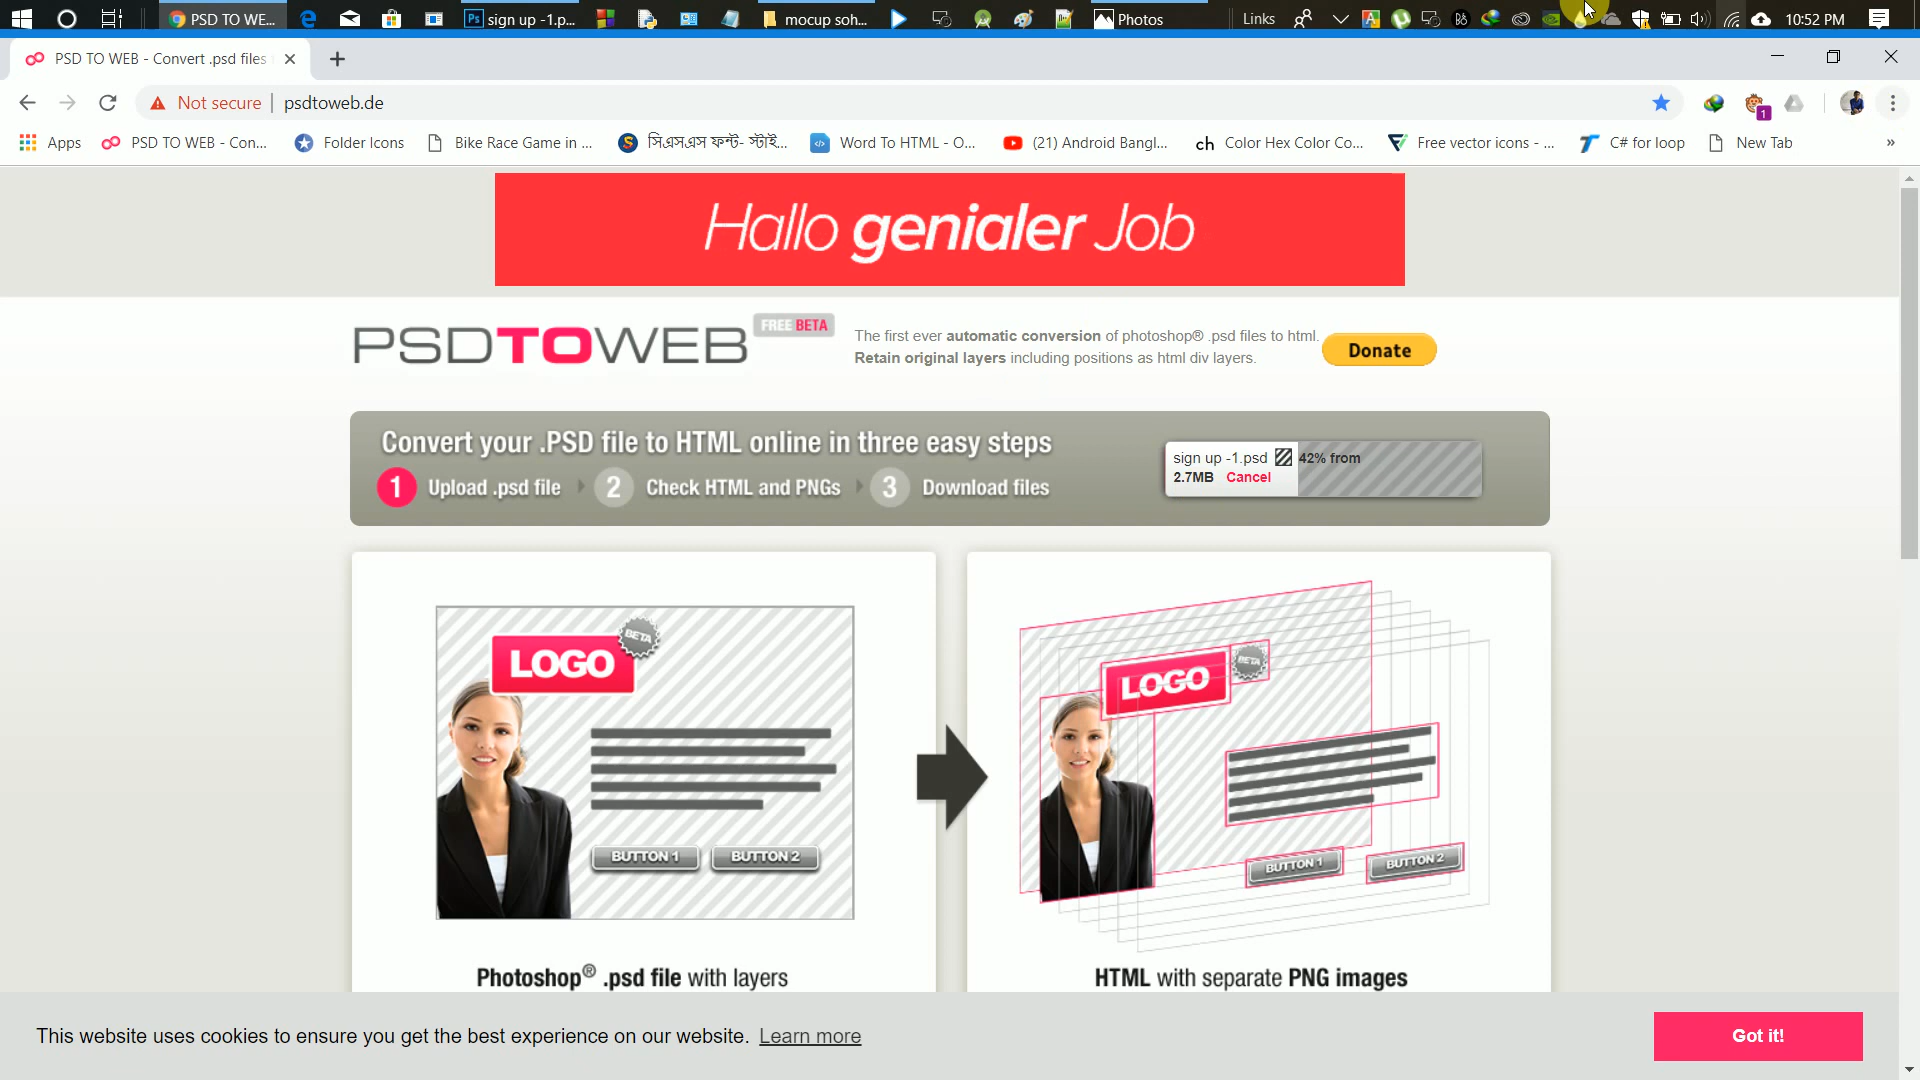 PSD TO WE...
sign up -1.p...
mocup soh...
Photos
Links
10:52 PM
PSD TO WEB - Convert .psd files
Not secure
psdtoweb.de
1
Apps
PSD TO WEB - Con...
Folder Icons
Bike Race Game in ...
সি.এস.এস ফন্ট- স্টাই...
Word To HTML - O...
(21) Android Bangl...
ch
Color Hex Color Co...
Free vector icons - ...
C# for loop
New Tab
»
Hallo genialer Job
PSDTOWEB
FREE BETA
The first ever automatic conversion of photoshop® .psd files to html.
Retain original layers including positions as html div layers.
Donate
Convert your .PSD file to HTML online in three easy steps
1 Upload .psd file
2 Check HTML and PNGs
3 Download files
sign up -1.psd
42% from
2.7MB Cancel
LOGO
BETA
BUTTON 1
BUTTON 2
LOGO
BETA
BUTTON 1
BUTTON 2
Photoshop® .psd file with layers
HTML with separate PNG images
This website uses cookies to ensure you get the best experience on our website. Learn more
Got it!